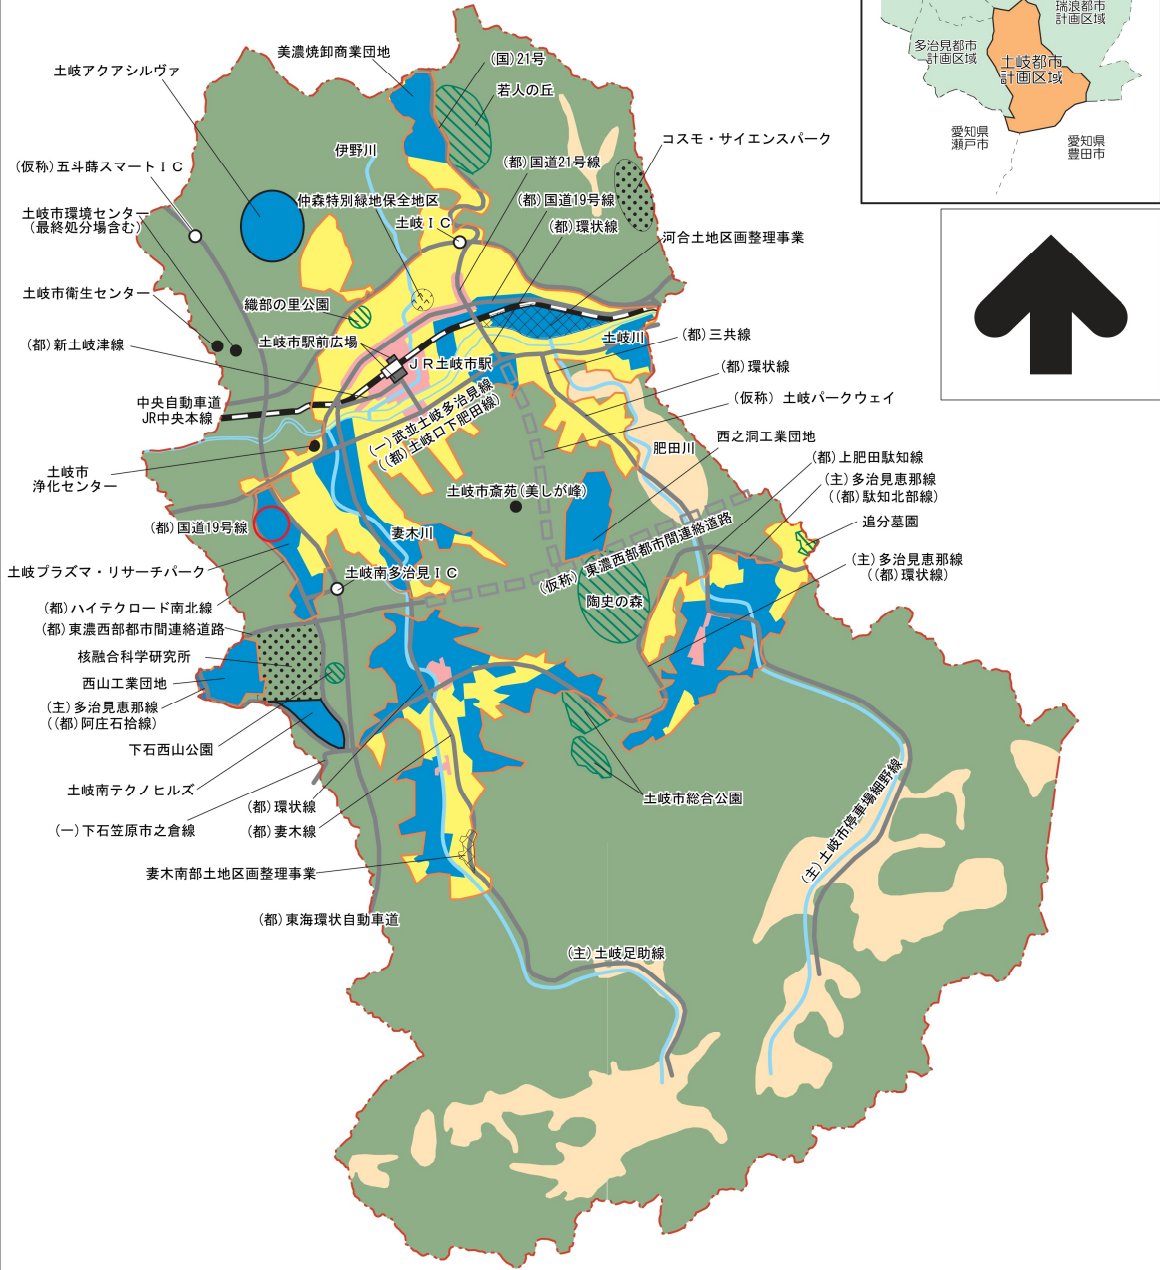 瑞浪都市
計画区域
多治見都市
計画区域
土岐都市
計画区域
愛知県
瀬戸市
愛知県
豊田市
美濃焼卸商業団地
(国)21号
土岐アクアシルヴァ
若人の丘
コスモ・サイエンスパーク
伊野川
(都)国道21号線
(仮称)五斗蒔スマートIC
仲森特別緑地保全地区
(都)国道19号線
土岐市環境センター
(最終処分場含む)
土岐IC
(都)環状線
河合土地区画整理事業
土岐市衛生センター
織部の里公園
(都)新土岐津線
土岐市駅前広場
土岐川
(都)三共線
JR土岐市駅
(都)環状線
中央自動車道
JR中央本線
(仮称)土岐パークウェイ
(一)武並土岐多治見線
((都)土岐口下肥田線)
西之洞工業団地
肥田川
(都)上肥田駄知線
土岐市
浄化センター
(主)多治見恵那線
((都)駄知北部線)
土岐市斎苑(美しが峰)
追分墓園
(都)国道19号線
妻木川
(仮称)東濃西部都市間連絡道路
(主)多治見恵那線
((都)環状線)
土岐プラズマ・リサーチパーク
土岐南多治見IC
陶史の森
(都)ハイテクロード南北線
(都)東濃西部都市間連絡道路
核融合科学研究所
西山工業団地
(主)多治見恵那線
((都)阿庄石拾線)
下石西山公園
土岐南テクノヒルズ
(都)環状線
土岐市総合公園
(主)土岐市停車場細野線
(一)下石笠原市之倉線
(都)妻木線
妻木南部土地区画整理事業
(都)東海環状自動車道
(主)土岐足助線